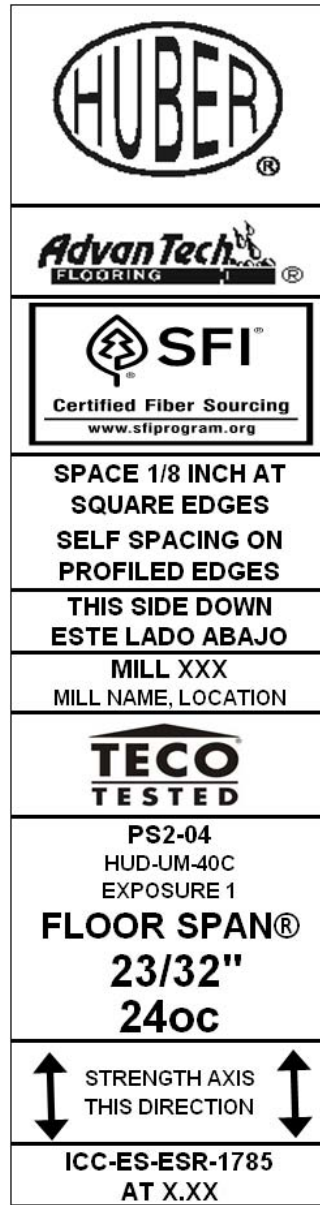 HUBER
®
AdvanTech
FLOORING ®
SFI®
®
Certified Fiber Sourcing
www.sfiprogram.org
SPACE 1/8 INCH AT
SQUARE EDGES
SELF SPACING ON
PROFILED EDGES
THIS SIDE DOWN
ESTE LADO ABAJO
MILL XXX
MILL NAME, LOCATION
TECO®
TESTED
PS2-04
HUD-UM-40C
EXPOSURE 1
FLOOR SPAN®
23/32"
24oc
STRENGTH AXIS
THIS DIRECTION
ICC-ES-ESR-1785
AT X.XX